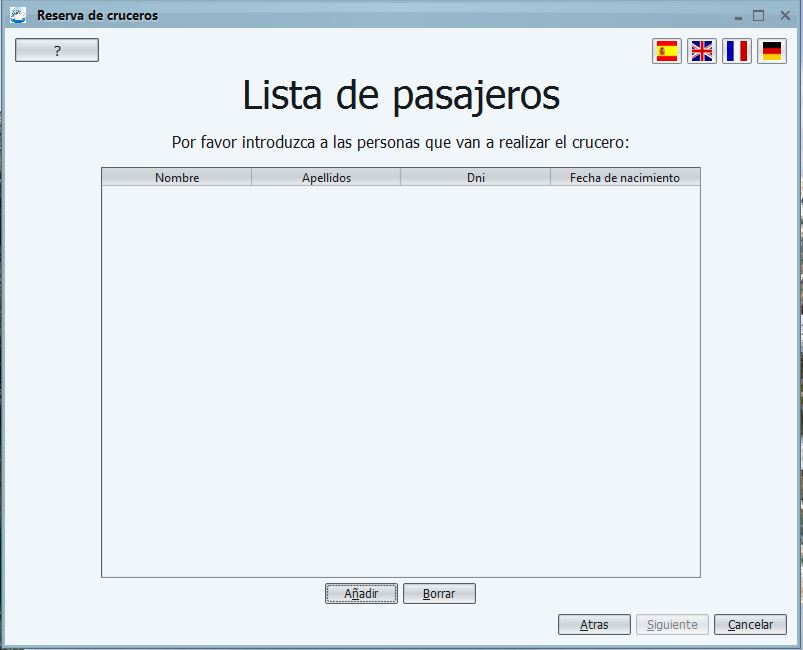 Reserva de cruceros
?
Lista de pasajeros
Por favor introduzca a las personas que van a realizar el crucero:
Nombre Apellidos Dni Fecha de nacimiento
Añadir Borrar
Atras Siguiente Cancelar